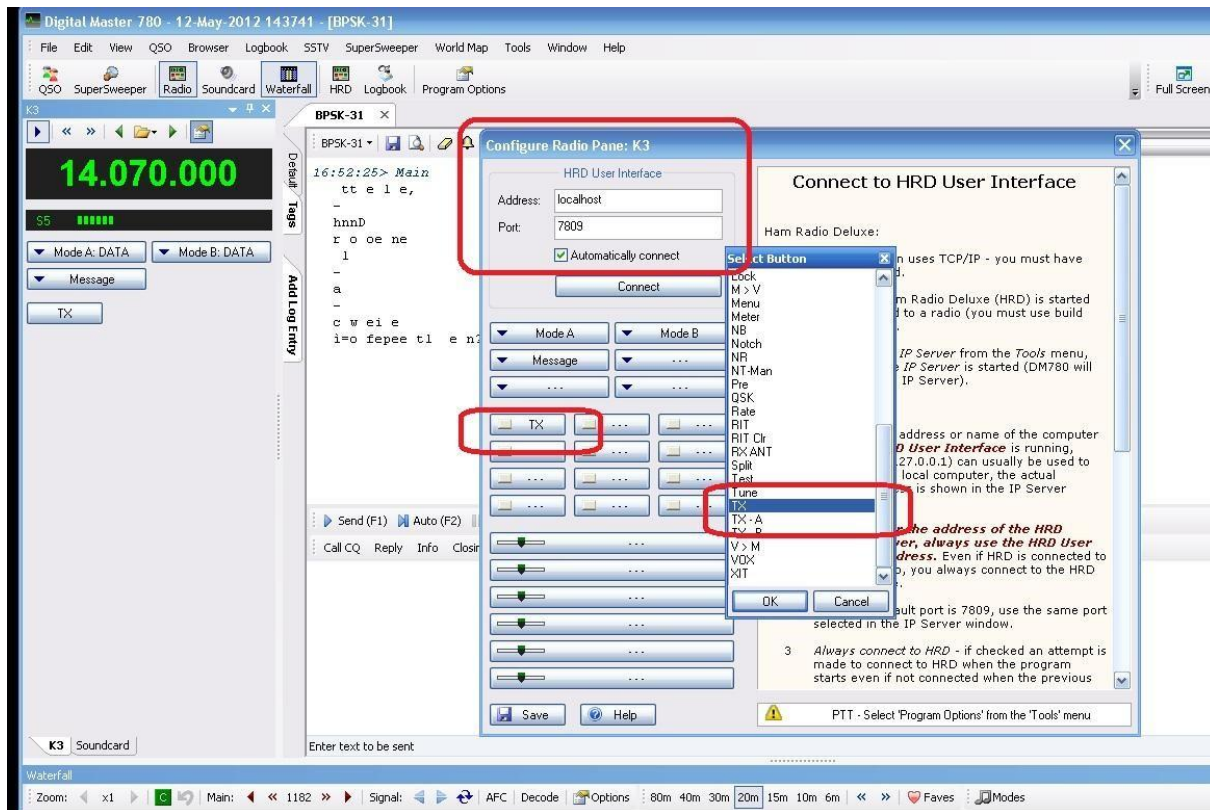 Digital Master 780 - 12-May-2012 143741 - [BPSK-31]
File Edit View QSO Browser Logbook SSTV SuperSweeper World Map Tools Window Help
QSO SuperSweeper Radio Soundcard Waterfall HRD Logbook Program Options Full Screen
K3
14.070.000
S5
Mode A: DATA Mode B: DATA
Message
TX
Default
Tags
Add Log Entry
BPSK-31
BPSK-31
16:52:25> Main
tt e l e,
-
hnnD
r o oe ne
l
-
a
-
c w ei e
i=o fepee tl e n?
Send (F1) Auto (F2)
Call CQ Reply Info
Enter text to be sent
Configure Radio Pane: K3
HRD User Interface
Address: localhost
Port: 7809
Automatically connect
Connect
Mode A Mode B
Message ...
... ...
TX ... ...
... ...
... ... ...
... ... ...
...
...
...
...
...
...
Save Help
Select Button
Lock
M > V
Menu
Meter
NB
Notch
NR
NT-Man
Pre
QSK
Rate
RIT
RIT Clr
RX ANT
Split
Test
Tune
TX
TX - A
TX - B
V > M
VOX
XIT
OK Cancel
Connect to HRD User Interface
Ham Radio Deluxe:
n uses TCP/IP - you must have
m Radio Deluxe (HRD) is started
to a radio (you must use build
IP Server from the Tools menu,
IP Server is started (DM780 will
IP Server).
address or name of the computer
User Interface is running,
27.0.0.1) can usually be used to
local computer, the actual
is shown in the IP Server
the address of the HRD
always use the HRD User
Even if HRD is connected to
you always connect to the HRD
port is 7809, use the same port
selected in the IP Server window.
3 Always connect to HRD - if checked an attempt is
made to connect to HRD when the program
starts even if not connected when the previous
PTT - Select 'Program Options' from the 'Tools' menu
K3 Soundcard
Waterfall
Zoom: x1 C Main: 1182 Signal: AFC Decode Options 80m 40m 30m 20m 15m 10m 6m Faves Modes